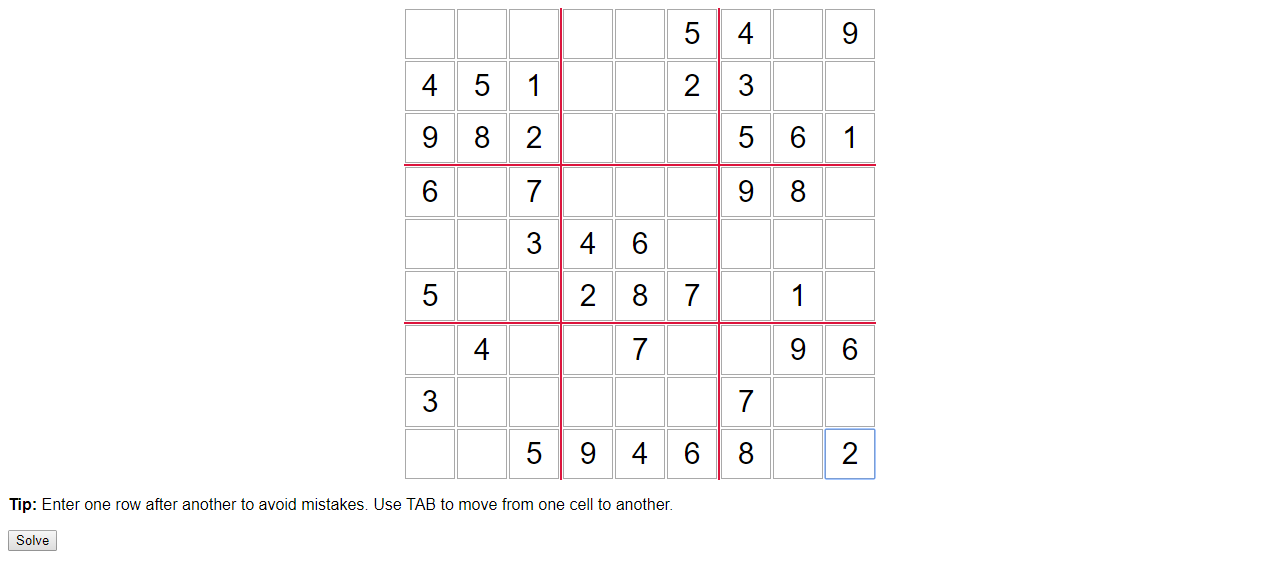 5 4 9
4 5 1 2 3
9 8 2 5 6 1
6 7 9 8
3 4 6
5 2 8 7 1
4 7 9 6
3 7
5 9 4 6 8 2
Tip: Enter one row after another to avoid mistakes. Use TAB to move from one cell to another.
Solve